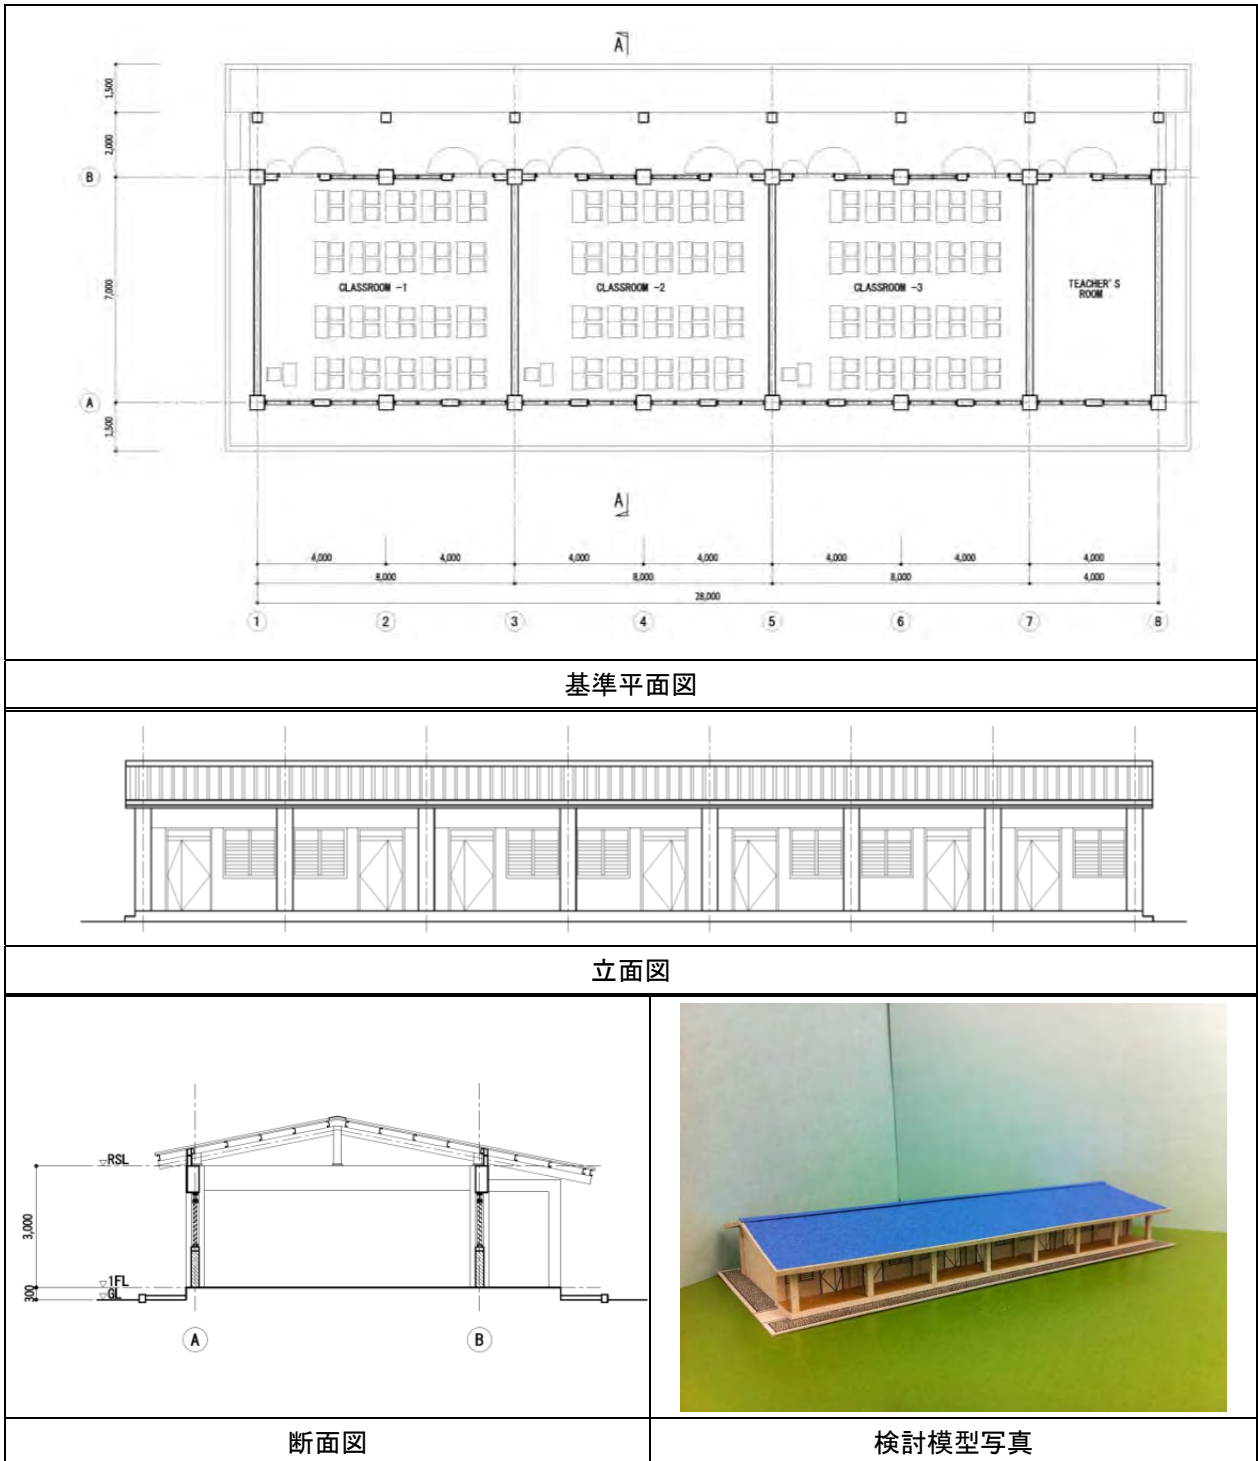 A
1,500
2,000
B
7,000
CLASSROOM -1
CLASSROOM -2
CLASSROOM -3
TEACHER'S
ROOM
A
1,500
A
4,000 4,000 4,000 4,000 4,000 4,000 4,000
8,000 8,000 8,000 4,000
28,000
1 2 3 4 5 6 7 8
基準平面図
立面図
▽RSL
3,000
▽1FL
300
▽GL
A B
断面図
検討模型写真